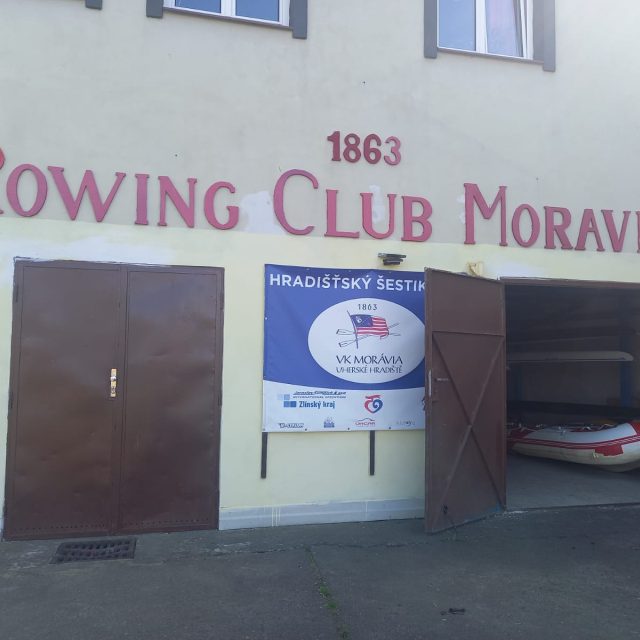 1863
ROWING CLUB MORAVI
HRADIŠŤSKÝ ŠESTIK
1863
VK MORÁVIA
UHERSKÉ HRADIŠTĚ
Zlínský kraj